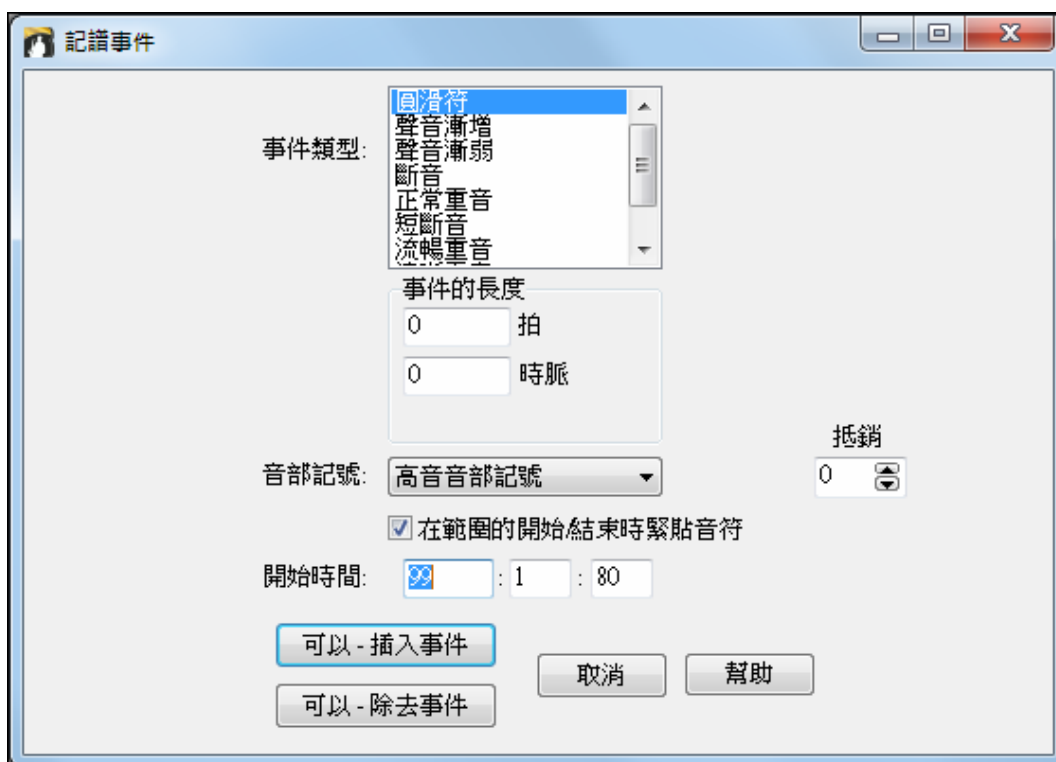 記譜事件
事件類型:
圓滑符
聲音漸增
聲音漸弱
斷音
正常重音
短斷音
流暢重音
事件的長度
0 拍
0 時脈
抵銷
音部記號: 高音音部記號 0
在範圍的開始/結束時緊貼音符
開始時間: 99 : 1 : 80
可以 - 插入事件
取消 幫助
可以 - 除去事件